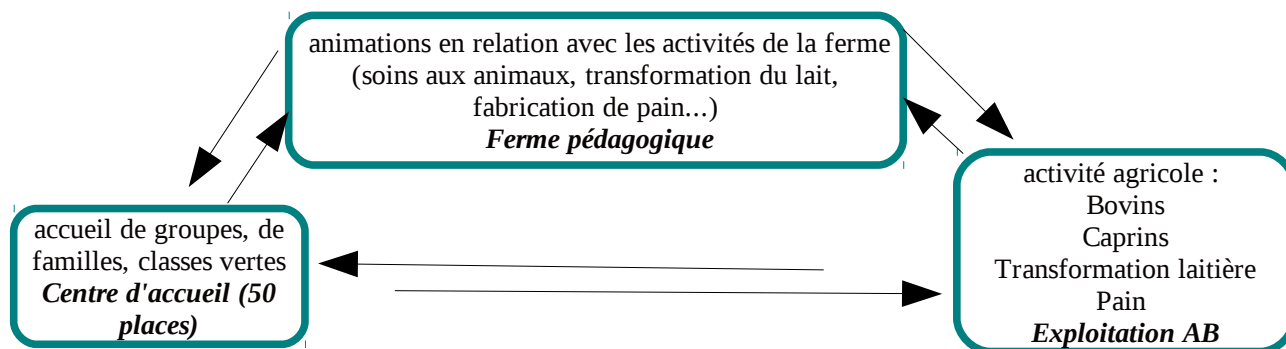 animations en relation avec les activités de la ferme
(soins aux animaux, transformation du lait,
fabrication de pain...)
Ferme pédagogique
accueil de groupes, de
familles, classes vertes
Centre d'accueil (50
places)
activité agricole :
Bovins
Caprins
Transformation laitière
Pain
Exploitation AB